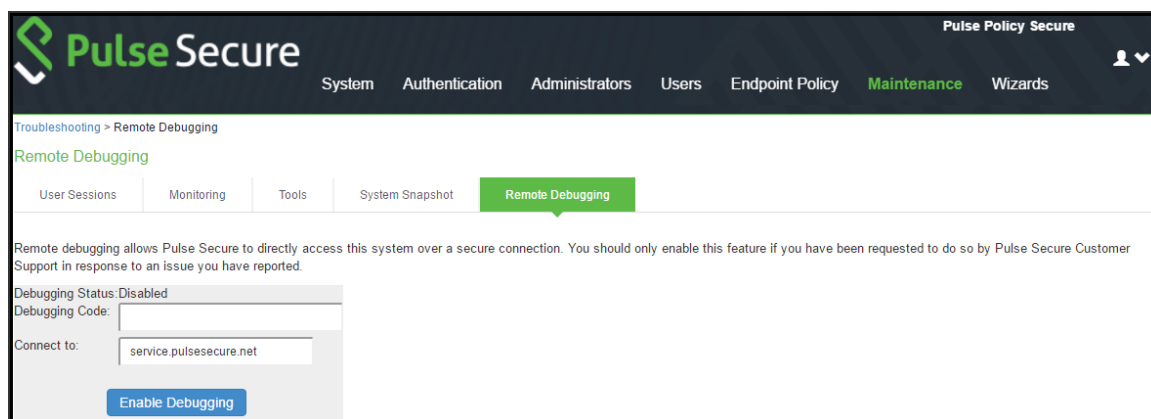 Pulse Policy Secure
Pulse Secure
System Authentication Administrators Users Endpoint Policy Maintenance Wizards
Troubleshooting > Remote Debugging
Remote Debugging
User Sessions Monitoring Tools System Snapshot Remote Debugging
Remote debugging allows Pulse Secure to directly access this system over a secure connection. You should only enable this feature if you have been requested to do so by Pulse Secure Customer
Support in response to an issue you have reported.
Debugging Status:Disabled
Debugging Code:
Connect to: service.pulsesecure.net
Enable Debugging